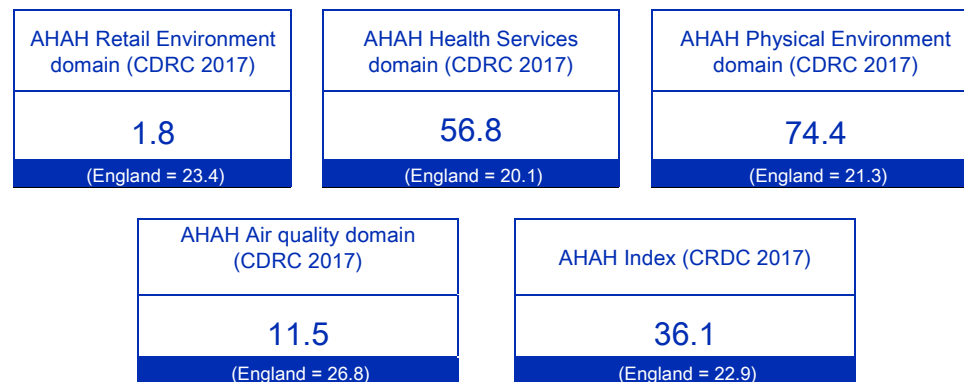 AHAH Retail Environment
domain (CDRC 2017)
1.8
(England = 23.4)
AHAH Health Services
domain (CDRC 2017)
56.8
(England = 20.1)
AHAH Physical Environment
domain (CDRC 2017)
74.4
(England = 21.3)
AHAH Air quality domain
(CDRC 2017)
11.5
(England = 26.8)
AHAH Index (CRDC 2017)
36.1
(England = 22.9)